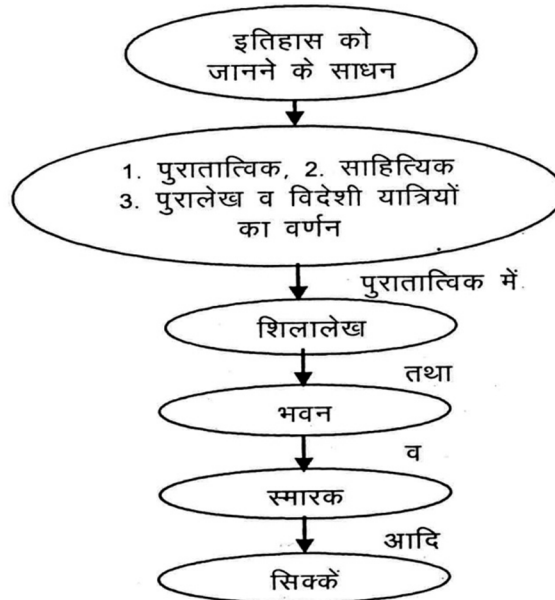 इतिहास को
जानने के साधन
1. पुरातात्विक, 2. साहित्यिक
3. पुरालेख व विदेशी यात्रियों
का वर्णन
पुरातात्विक में
शिलालेख
तथा
भवन
व
स्मारक
आदि
सिक्कें